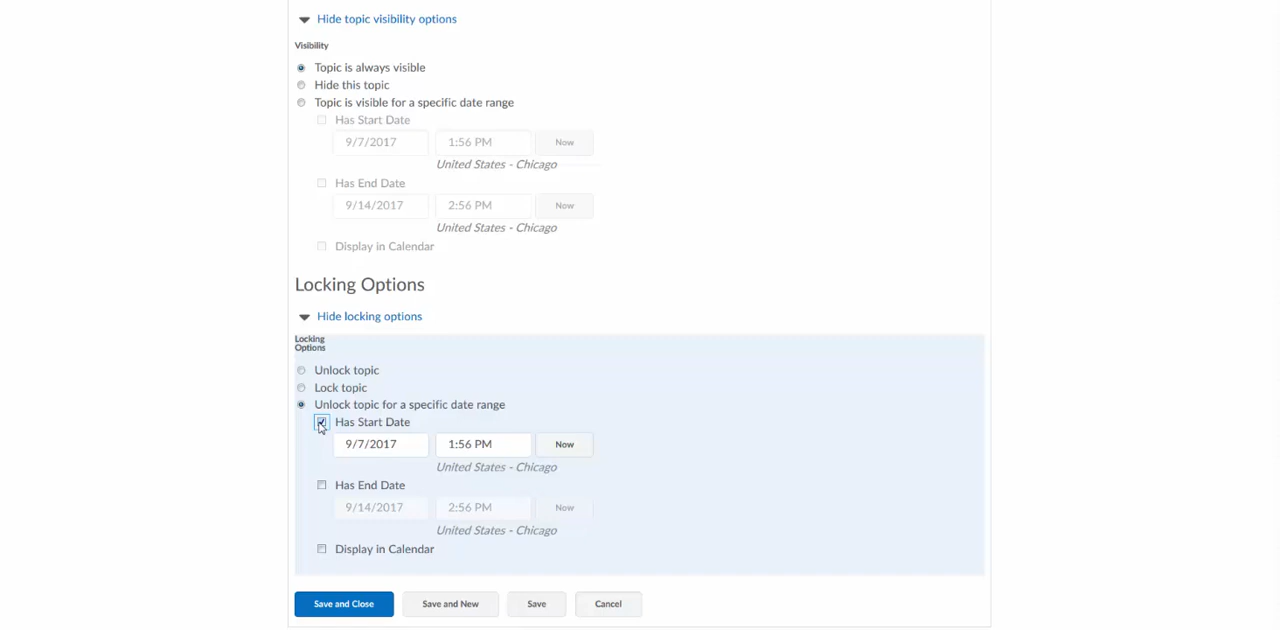 Hide topic visibility options
Visibility
Topic is always visible
Hide this topic
Topic is visible for a specific date range
Has Start Date
9/7/2017 1:56 PM Now
United States - Chicago
Has End Date
9/14/2017 2:56 PM Now
United States - Chicago
Display in Calendar
Locking Options
Hide locking options
Locking
Options
Unlock topic
Lock topic
Unlock topic for a specific date range
Has Start Date
9/7/2017 1:56 PM Now
United States - Chicago
Has End Date
9/14/2017 2:56 PM Now
United States - Chicago
Display in Calendar
Save and Close Save and New Save Cancel